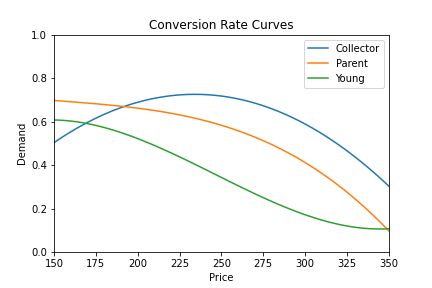 Conversion Rate Curves
Collector
Parent
Young
Demand
1.0
0.8
0.6
0.4
0.2
0.0
150 175 200 225 250 275 300 325 350
Price